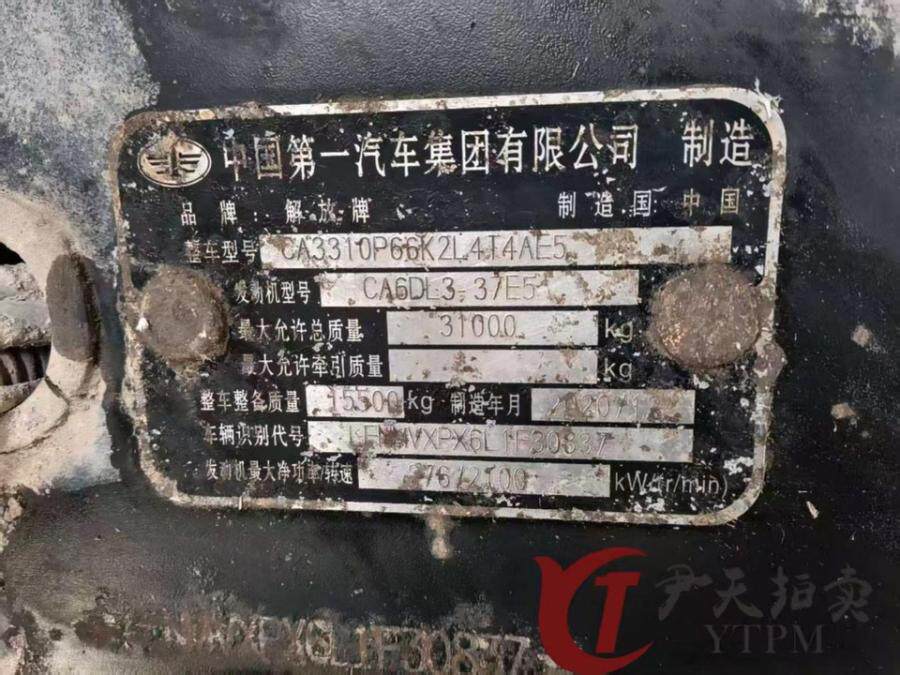 中国第一汽车集团有限公司 制造
品牌：解放牌 制造国：中国
整车型号 CA3310P66K2L4T4AE5
发动机型号 CA6DL3-37E5
最大允许总质量 31000 kg
最大允许牵引质量 kg
整车整备质量 15500 kg 制造年月
车辆识别代号
发动机最大净功率/转速 276/2100 kW/(r/min)
尹天拍卖
YTPM